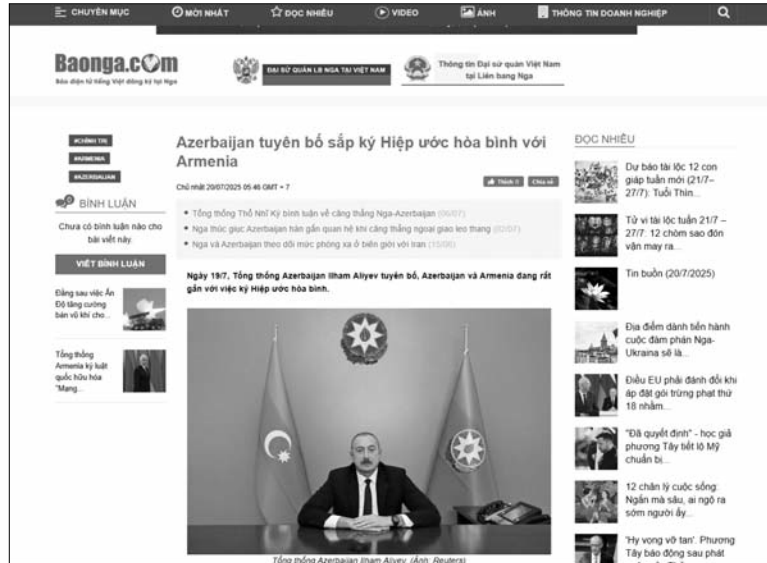 CHUYÊN MỤC
MỚI NHẤT
ĐỌC NHIỀU
VIDEO
ẢNH
THÔNG TIN DOANH NGHIỆP
Baonga.com
Báo điện tử tiếng Việt đăng ký tại Nga
ĐẠI SỨ QUÁN LB NGA TẠI VIỆT NAM
Thông tin Đại sứ quán Việt Nam
tại Liên bang Nga
#CHÍNH TRỊ
#ARMENIA
#AZERBAIJAN
BÌNH LUẬN
Chưa có bình luận nào cho
bài viết này.
VIẾT BÌNH LUẬN
Đằng sau việc Ấn
Độ tăng cường
bán vũ khí cho...
Tổng thống
Armenia ký luật
quốc hữu hóa
"Mạng...
Azerbaijan tuyên bố sắp ký Hiệp ước hòa bình với
Armenia
Chủ nhật 20/07/2025 05:46 GMT + 7
Thích 0
Chia sẻ
• Tổng thống Thổ Nhĩ Kỳ bình luận về căng thẳng Nga-Azerbaijan (06/07)
• Nga thúc giục Azerbaijan hàn gắn quan hệ khi căng thẳng ngoại giao leo thang (02/07)
• Nga và Azerbaijan theo dõi mức phóng xạ ở biên giới với Iran
Ngày 19/7, Tổng thống Azerbaijan Ilham Aliyev tuyên bố, Azerbaijan và Armenia đang rất
gần với việc ký Hiệp ước hòa bình.
Tổng thống Azerbaijan Ilham Aliyev. (Ảnh: Reuters)
ĐỌC NHIỀU
Dự báo tài lộc 12 con
giáp tuần mới (21/7–
27/7): Tuổi Thìn...
Tử vi tài lộc tuần 21/7 –
27/7: 12 chòm sao đón
vận may ra...
Tin buồn (20/7/2025)
Địa điểm dành tiến hành
cuộc đàm phán Nga-
Ukraina sẽ là...
Điều EU phải đánh đổi khi
áp đặt gói trừng phạt thứ
18 nhằm...
"Đã quyết định" - học giả
phương Tây tiết lộ Mỹ
chuẩn bị...
12 chân lý cuộc sống:
Ngắn mà sâu, ai ngộ ra
sớm người ấy...
'Hy vọng vỡ tan'. Phương
Tây báo động sau phát